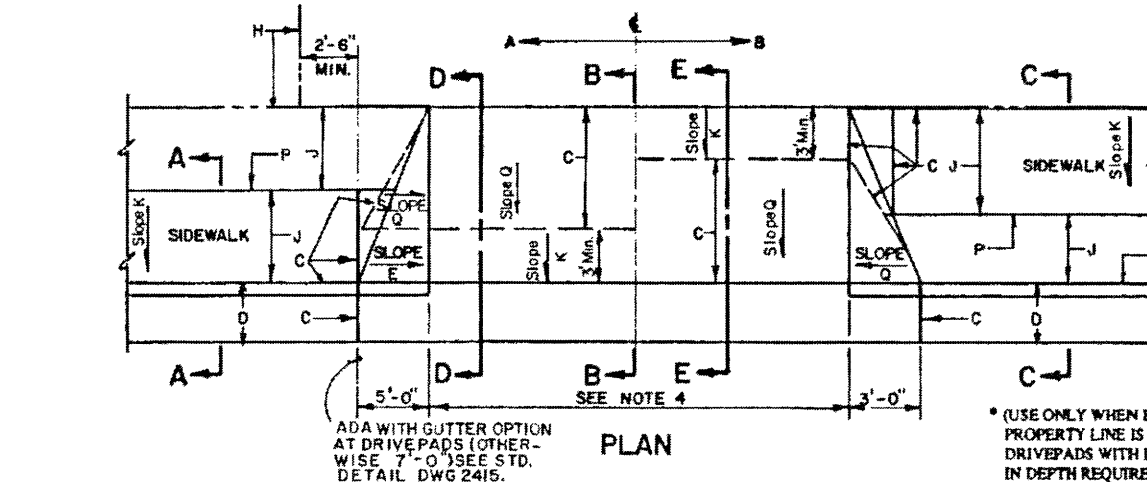 H
2'-6"
MIN.
A
B
D
B
E
C
A
P
J
C
Slope K
3' Min.
C
J
SIDEWALK
Slope K
Slope K
SIDEWALK
J
C
SLOPE
Q
SLOPE
E
Slope Q
Slope K
3' Min.
C
Slope Q
SLOPE
Q
P
J
D
C
C
D
A
D
B
E
C
5'-0"
SEE NOTE 4
3'-0"
ADA WITH GUTTER OPTION
AT DRIVEPADS (OTHER-
WISE 7'-0") SEE STD.
DETAIL DWG 2415.
PLAN
* (USE ONLY WHEN
PROPERTY LINE IS
DRIVEPADS WITH
IN DEPTH REQUIRE